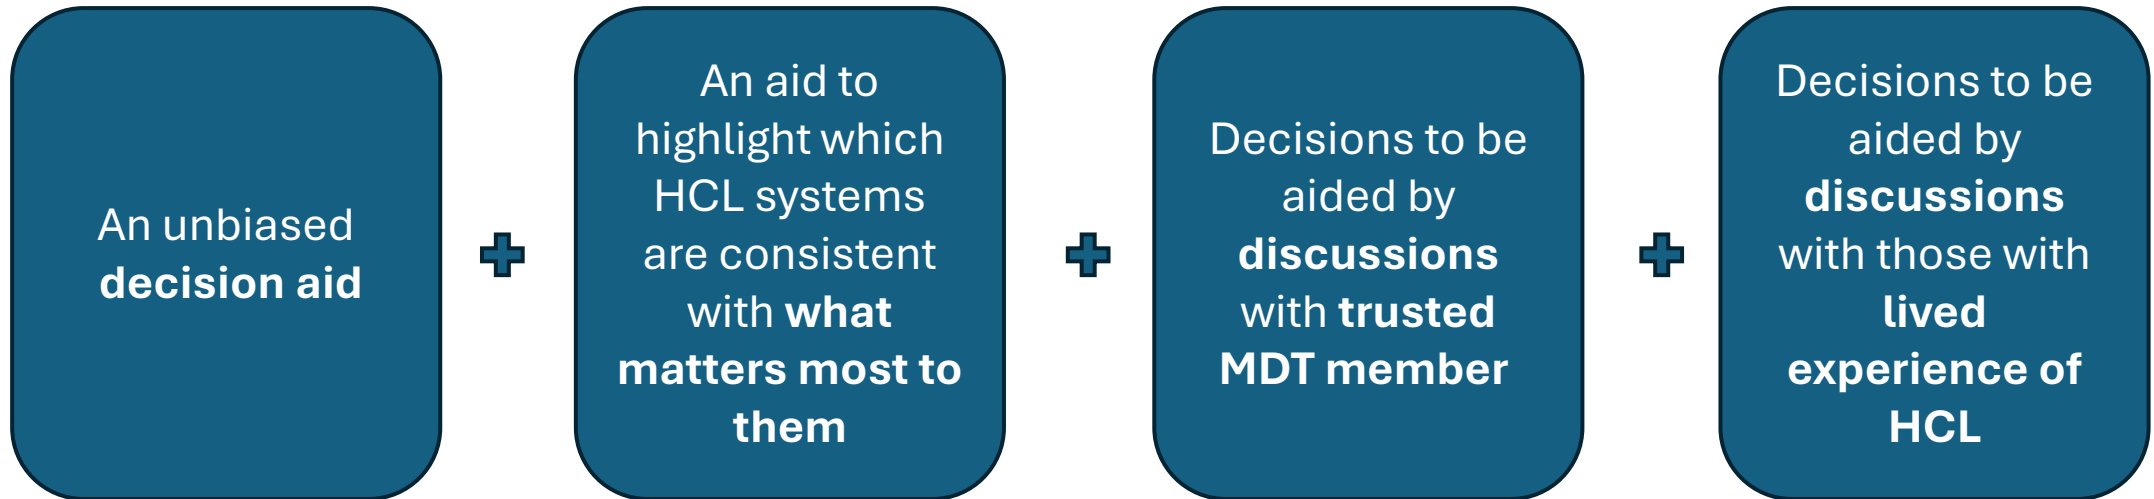 An unbiased
decision aid
An aid to
highlight which
HCL systems
are consistent
with what
matters most to
them
Decisions to be
aided by
discussions
with trusted
MDT member
Decisions to be
aided by
discussions
with those with
lived
experience of
HCL